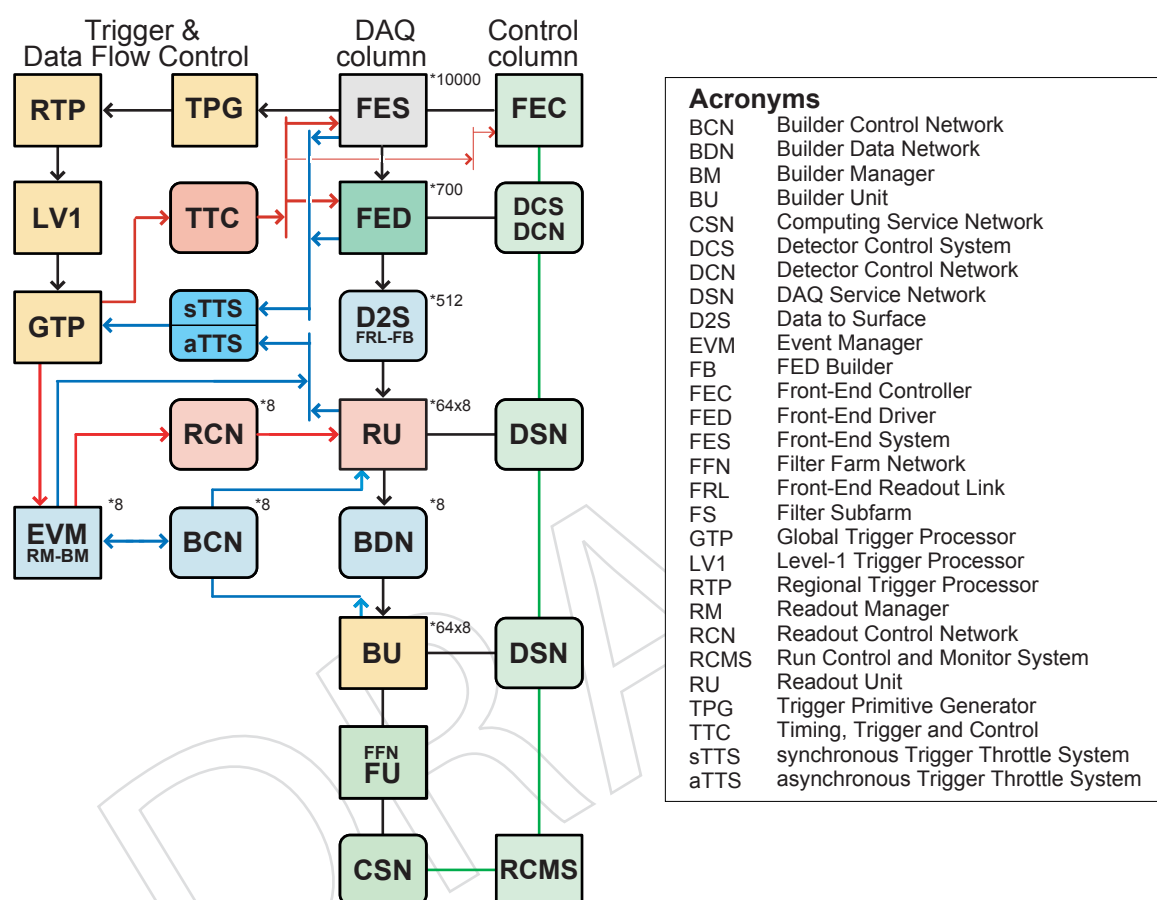 Trigger &
Data Flow Control
DAQ
column
Control
column
RTP
TPG
FES
*10000
FEC
LV1
TTC
FED
*700
DCS
DCN
GTP
sTTS
aTTS
D2S
FRL-FB
*512
RCN
*8
RU
*64x8
DSN
EVM
RM-BM
*8
BCN
*8
BDN
*8
BU
*64x8
DSN
FFN
FU
CSN
RCMS
Acronyms
BCN Builder Control Network
BDN Builder Data Network
BM Builder Manager
BU Builder Unit
CSN Computing Service Network
DCS Detector Control System
DCN Detector Control Network
DSN DAQ Service Network
D2S Data to Surface
EVM Event Manager
FB FED Builder
FEC Front-End Controller
FED Front-End Driver
FES Front-End System
FFN Filter Farm Network
FRL Front-End Readout Link
FS Filter Subfarm
GTP Global Trigger Processor
LV1 Level-1 Trigger Processor
RTP Regional Trigger Processor
RM Readout Manager
RCN Readout Control Network
RCMS Run Control and Monitor System
RU Readout Unit
TPG Trigger Primitive Generator
TTC Timing, Trigger and Control
sTTS synchronous Trigger Throttle System
aTTS asynchronous Trigger Throttle System
DRA